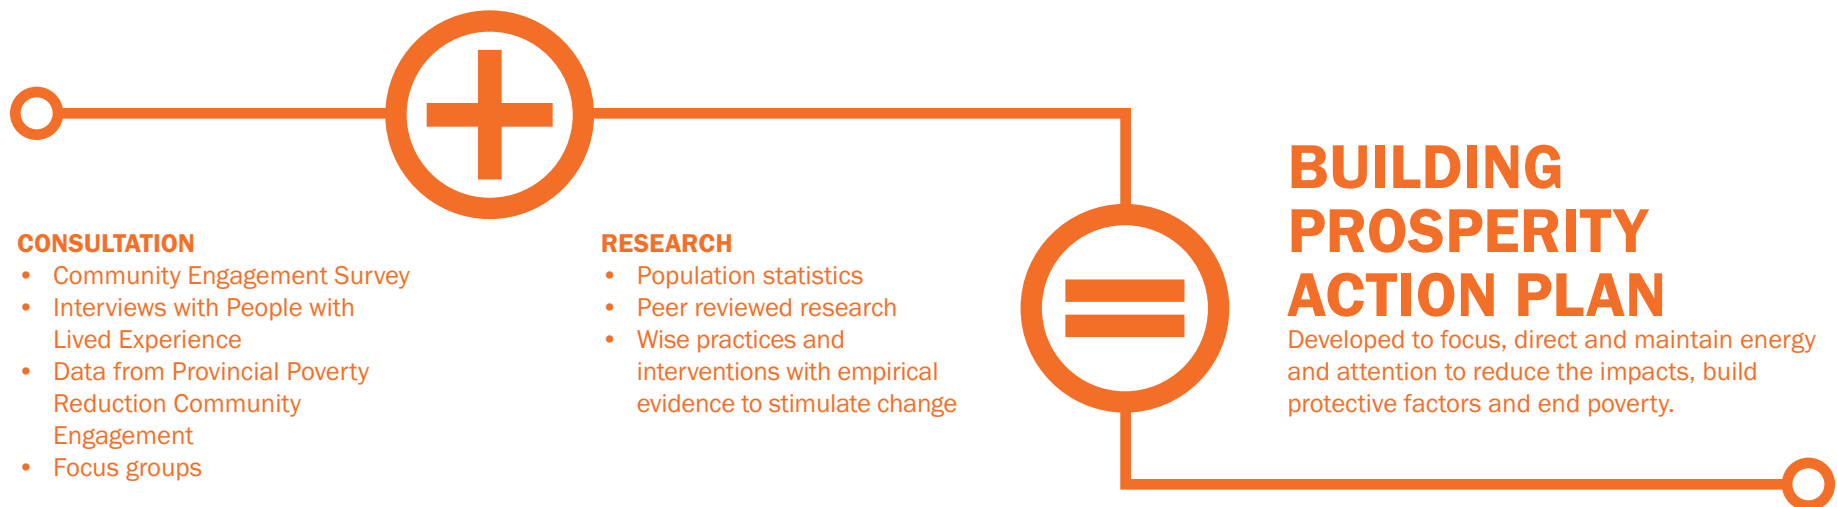 CONSULTATION
• Community Engagement Survey
• Interviews with People with
Lived Experience
• Data from Provincial Poverty
Reduction Community
Engagement
• Focus groups
RESEARCH
• Population statistics
• Peer reviewed research
• Wise practices and
interventions with empirical
evidence to stimulate change
BUILDING
PROSPERITY
ACTION PLAN
Developed to focus, direct and maintain energy
and attention to reduce the impacts, build
protective factors and end poverty.